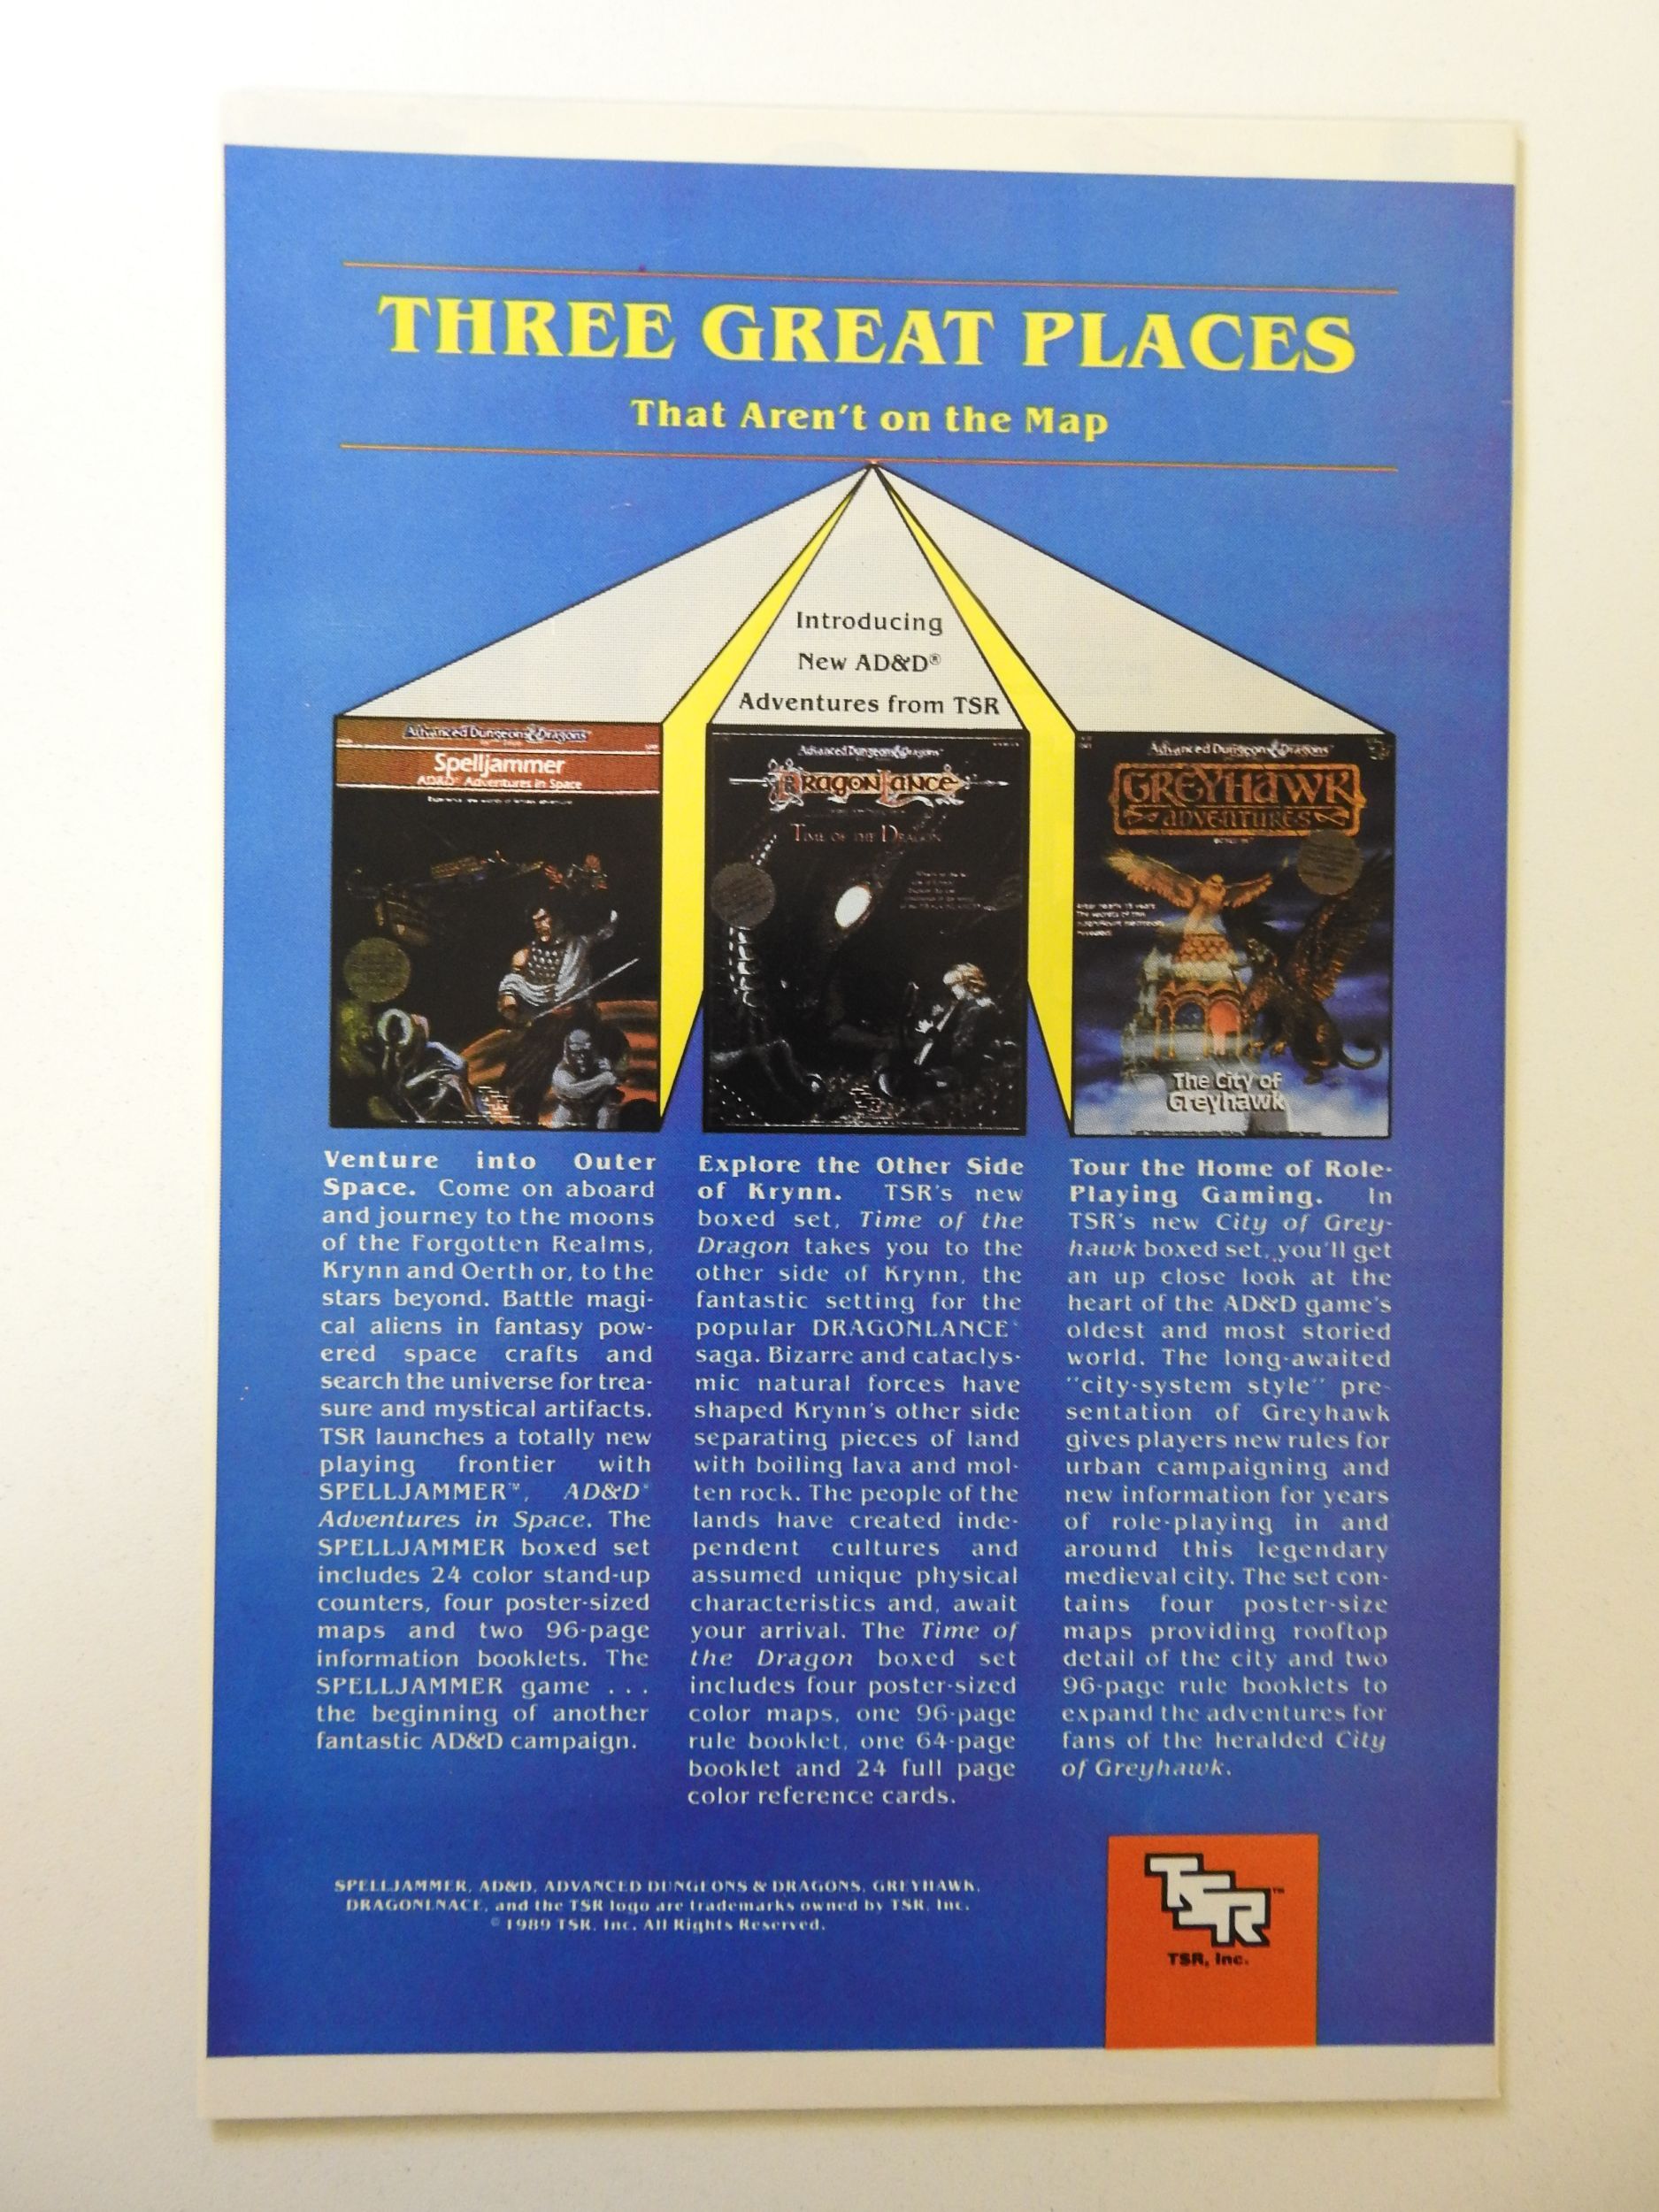 THREE GREAT PLACES
That Aren't on the Map
Introducing
New AD&D®
Adventures from TSR
Advanced Dungeons & Dragons
Spelljammer
AD&D® Adventures in Space
Advanced Dungeons & Dragons
DRAGONLANCE
TIME OF THE DRAGON
Advanced Dungeons & Dragons
GREYHAWK
ADVENTURES
The City of
Greyhawk
Venture into Outer
Space. Come on aboard
and journey to the moons
of the Forgotten Realms,
Krynn and Oerth or, to the
stars beyond. Battle magi-
cal aliens in fantasy pow-
ered space crafts and
search the universe for trea-
sure and mystical artifacts.
TSR launches a totally new
playing frontier with
SPELLJAMMER™, AD&D®
Adventures in Space. The
SPELLJAMMER boxed set
includes 24 color stand-up
counters, four poster-sized
maps and two 96-page
information booklets. The
SPELLJAMMER game . . .
the beginning of another
fantastic AD&D campaign.
Explore the Other Side
of Krynn. TSR's new
boxed set, Time of the
Dragon takes you to the
other side of Krynn, the
fantastic setting for the
popular DRAGONLANCE®
saga. Bizarre and cataclys-
mic natural forces have
shaped Krynn's other side
separating pieces of land
with boiling lava and mol-
ten rock. The people of the
lands have created inde-
pendent cultures and
assumed unique physical
characteristics and, await
your arrival. The Time of
the Dragon boxed set
includes four poster-sized
color maps, one 96-page
rule booklet, one 64-page
booklet and 24 full page
color reference cards.
Tour the Home of Role-
Playing Gaming. In
TSR's new City of Grey-
hawk boxed set, you'll get
an up close look at the
heart of the AD&D game's
oldest and most storied
world. The long-awaited
"city-system style" pre-
sentation of Greyhawk
gives players new rules for
urban campaigning and
new information for years
of role-playing in and
around this legendary
medieval city. The set con-
tains four poster-size
maps providing rooftop
detail of the city and two
96-page rule booklets to
expand the adventures for
fans of the heralded City
of Greyhawk.
SPELLJAMMER, AD&D, ADVANCED DUNGEONS & DRAGONS, GREYHAWK,
DRAGONLNACE, and the TSR logo are trademarks owned by TSR, Inc.
© 1989 TSR, Inc. All Rights Reserved.
TSR™
TSR, Inc.